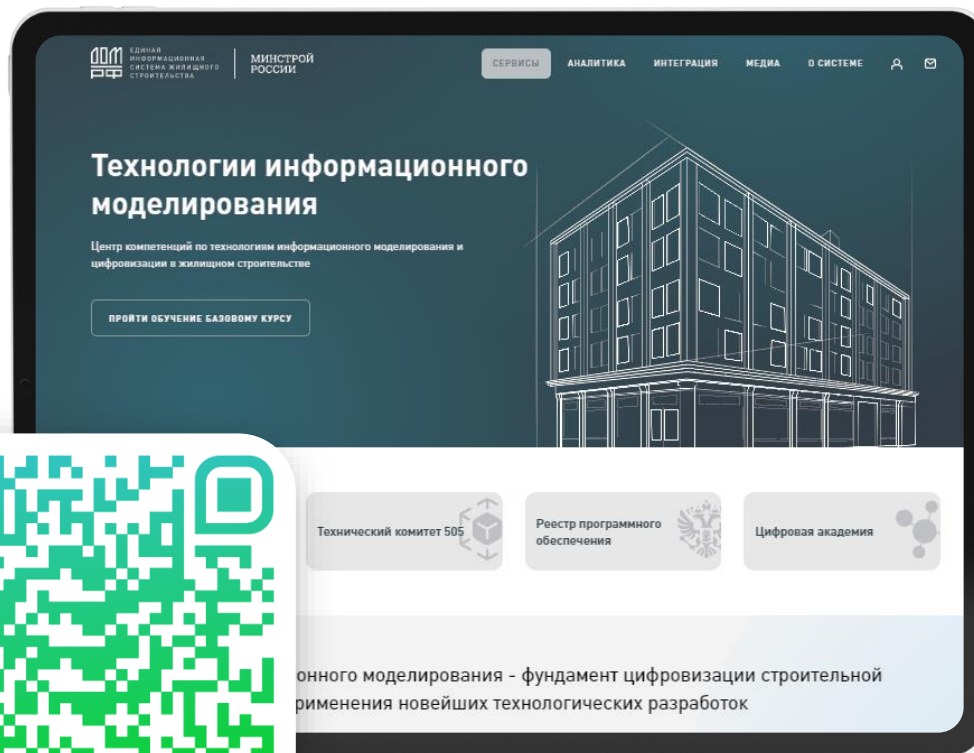 ДОМ
РФ
ЕДИНАЯ
ИНФОРМАЦИОННАЯ
СИСТЕМА ЖИЛИЩНОГО
СТРОИТЕЛЬСТВА
МИНСТРОЙ
РОССИИ
СЕРВИСЫ АНАЛИТИКА ИНТЕГРАЦИЯ МЕДИА О СИСТЕМЕ
Технологии информационного
моделирования
Центр компетенций по технологиям информационного моделирования и
цифровизации в жилищном строительстве
ПРОЙТИ ОБУЧЕНИЕ БАЗОВОМУ КУРСУ
Технический комитет 505
Реестр программного
обеспечения
Цифровая академия
онного моделирования - фундамент цифровизации строительной
рименения новейших технологических разработок